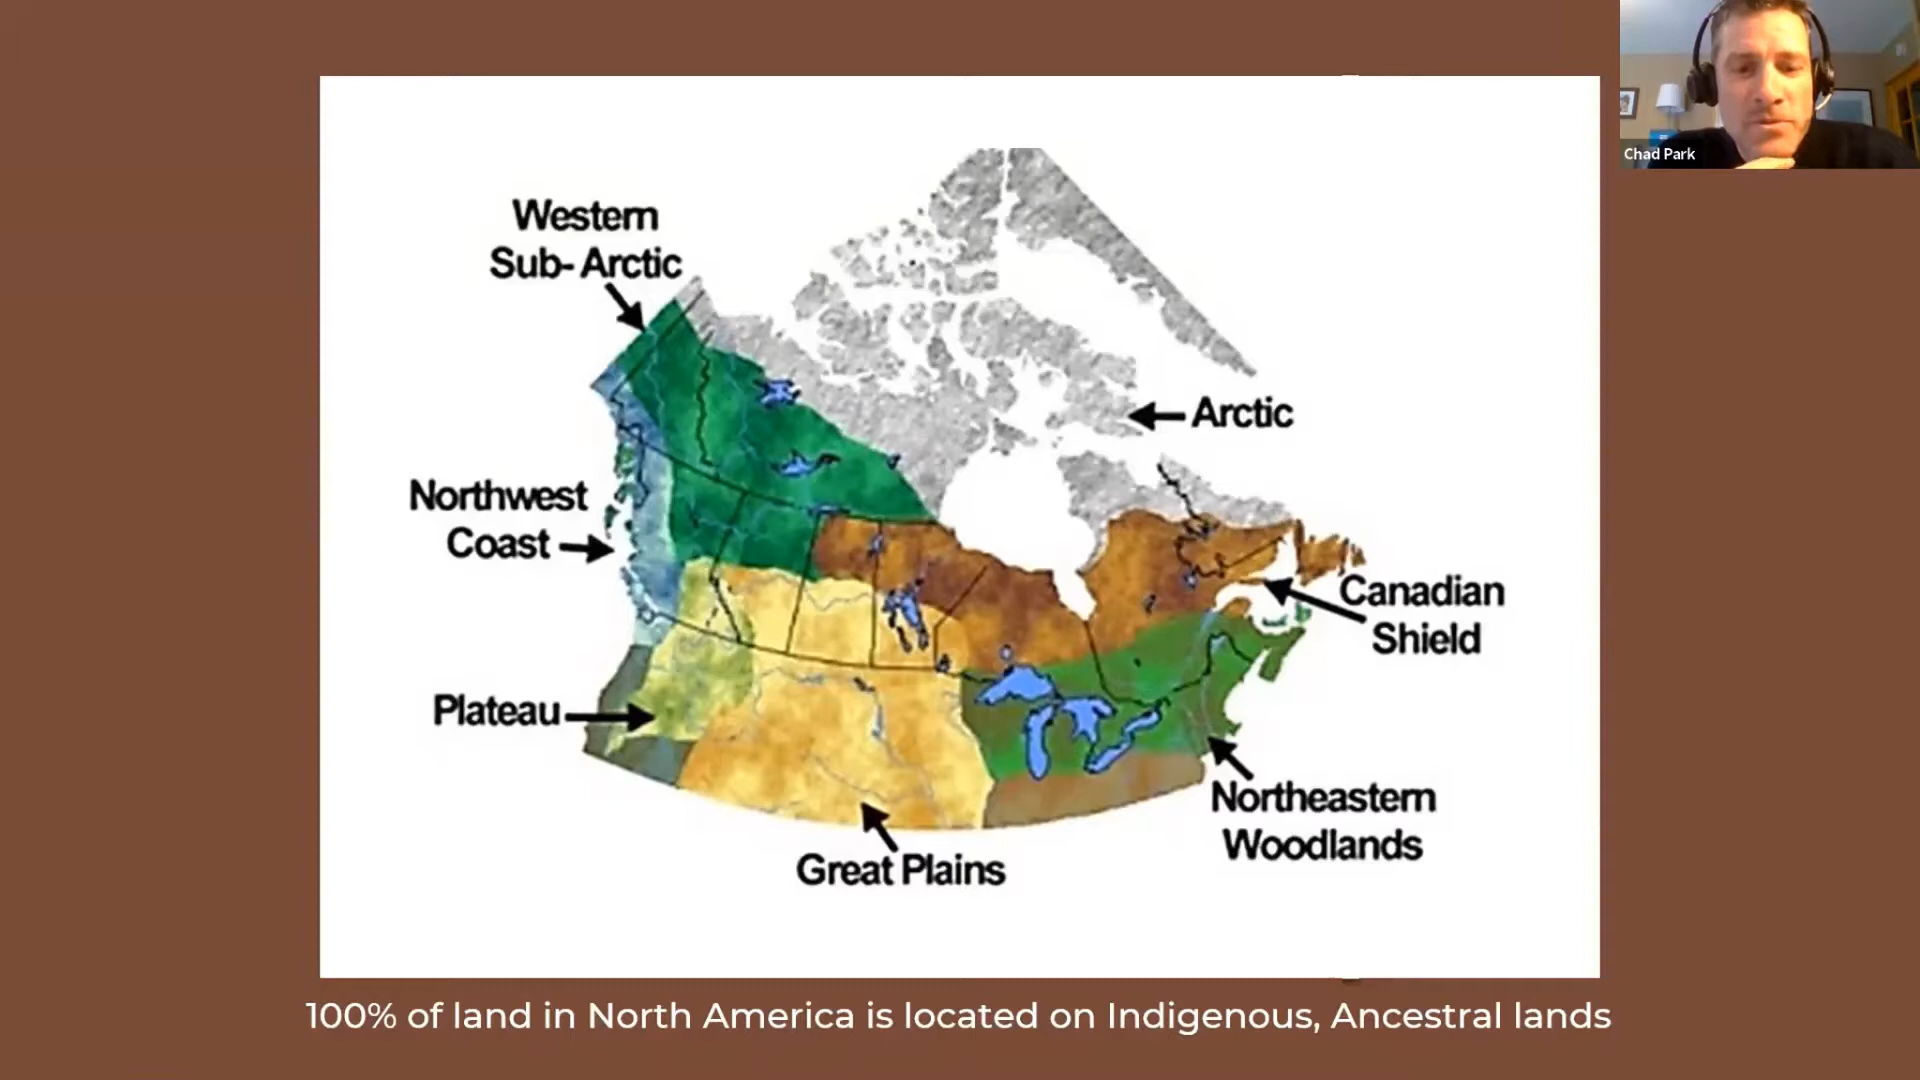 Chad Park
Western
Sub-Arctic
Arctic
Northwest
Coast
Canadian
Shield
Plateau
Northeastern
Woodlands
Great Plains
100% of land in North America is located on Indigenous, Ancestral lands